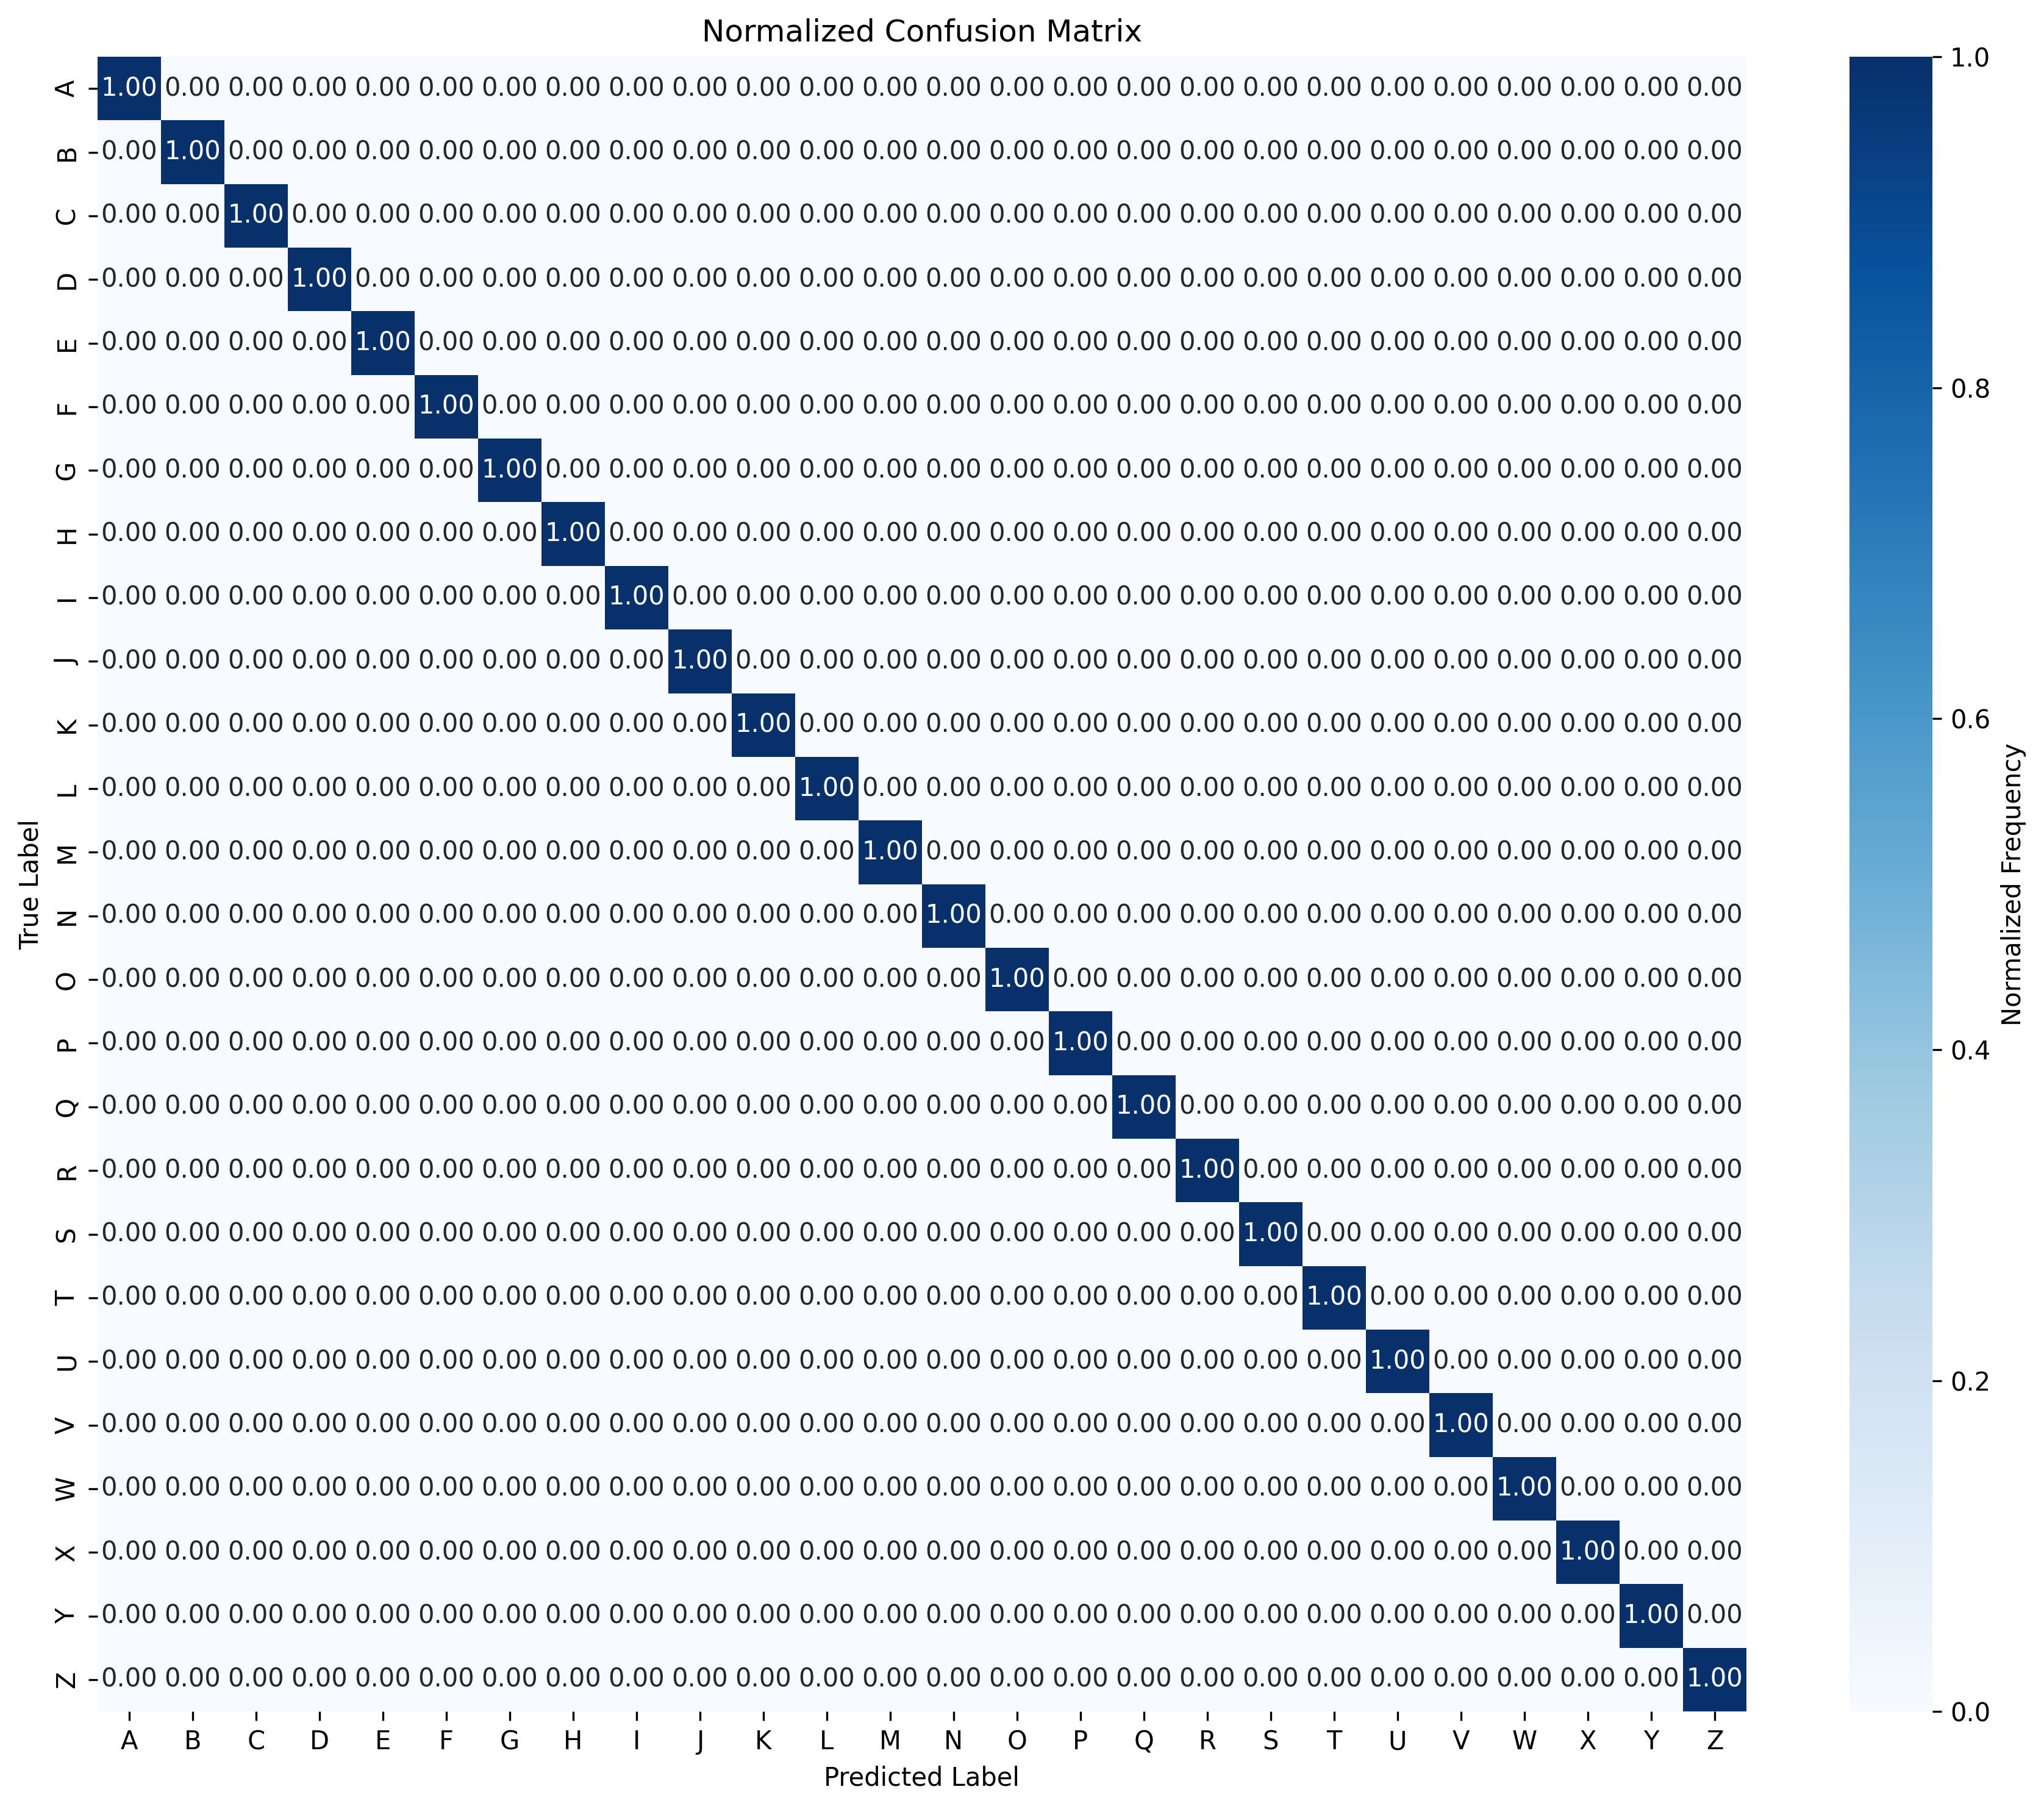 Normalized Confusion Matrix
A 1.00 0.00 0.00 0.00 0.00 0.00 0.00 0.00 0.00 0.00 0.00 0.00 0.00 0.00 0.00 0.00 0.00 0.00 0.00 0.00 0.00 0.00 0.00 0.00 0.00 0.00
B 0.00 1.00 0.00 0.00 0.00 0.00 0.00 0.00 0.00 0.00 0.00 0.00 0.00 0.00 0.00 0.00 0.00 0.00 0.00 0.00 0.00 0.00 0.00 0.00 0.00 0.00
C 0.00 0.00 1.00 0.00 0.00 0.00 0.00 0.00 0.00 0.00 0.00 0.00 0.00 0.00 0.00 0.00 0.00 0.00 0.00 0.00 0.00 0.00 0.00 0.00 0.00 0.00
D 0.00 0.00 0.00 1.00 0.00 0.00 0.00 0.00 0.00 0.00 0.00 0.00 0.00 0.00 0.00 0.00 0.00 0.00 0.00 0.00 0.00 0.00 0.00 0.00 0.00 0.00
E 0.00 0.00 0.00 0.00 1.00 0.00 0.00 0.00 0.00 0.00 0.00 0.00 0.00 0.00 0.00 0.00 0.00 0.00 0.00 0.00 0.00 0.00 0.00 0.00 0.00 0.00
F 0.00 0.00 0.00 0.00 0.00 1.00 0.00 0.00 0.00 0.00 0.00 0.00 0.00 0.00 0.00 0.00 0.00 0.00 0.00 0.00 0.00 0.00 0.00 0.00 0.00 0.00
G 0.00 0.00 0.00 0.00 0.00 0.00 1.00 0.00 0.00 0.00 0.00 0.00 0.00 0.00 0.00 0.00 0.00 0.00 0.00 0.00 0.00 0.00 0.00 0.00 0.00 0.00
H 0.00 0.00 0.00 0.00 0.00 0.00 0.00 1.00 0.00 0.00 0.00 0.00 0.00 0.00 0.00 0.00 0.00 0.00 0.00 0.00 0.00 0.00 0.00 0.00 0.00 0.00
I 0.00 0.00 0.00 0.00 0.00 0.00 0.00 0.00 1.00 0.00 0.00 0.00 0.00 0.00 0.00 0.00 0.00 0.00 0.00 0.00 0.00 0.00 0.00 0.00 0.00 0.00
J 0.00 0.00 0.00 0.00 0.00 0.00 0.00 0.00 0.00 1.00 0.00 0.00 0.00 0.00 0.00 0.00 0.00 0.00 0.00 0.00 0.00 0.00 0.00 0.00 0.00 0.00
K 0.00 0.00 0.00 0.00 0.00 0.00 0.00 0.00 0.00 0.00 1.00 0.00 0.00 0.00 0.00 0.00 0.00 0.00 0.00 0.00 0.00 0.00 0.00 0.00 0.00 0.00
L 0.00 0.00 0.00 0.00 0.00 0.00 0.00 0.00 0.00 0.00 0.00 1.00 0.00 0.00 0.00 0.00 0.00 0.00 0.00 0.00 0.00 0.00 0.00 0.00 0.00 0.00
M 0.00 0.00 0.00 0.00 0.00 0.00 0.00 0.00 0.00 0.00 0.00 0.00 1.00 0.00 0.00 0.00 0.00 0.00 0.00 0.00 0.00 0.00 0.00 0.00 0.00 0.00
N 0.00 0.00 0.00 0.00 0.00 0.00 0.00 0.00 0.00 0.00 0.00 0.00 0.00 1.00 0.00 0.00 0.00 0.00 0.00 0.00 0.00 0.00 0.00 0.00 0.00 0.00
O 0.00 0.00 0.00 0.00 0.00 0.00 0.00 0.00 0.00 0.00 0.00 0.00 0.00 0.00 1.00 0.00 0.00 0.00 0.00 0.00 0.00 0.00 0.00 0.00 0.00 0.00
P 0.00 0.00 0.00 0.00 0.00 0.00 0.00 0.00 0.00 0.00 0.00 0.00 0.00 0.00 0.00 1.00 0.00 0.00 0.00 0.00 0.00 0.00 0.00 0.00 0.00 0.00
Q 0.00 0.00 0.00 0.00 0.00 0.00 0.00 0.00 0.00 0.00 0.00 0.00 0.00 0.00 0.00 0.00 1.00 0.00 0.00 0.00 0.00 0.00 0.00 0.00 0.00 0.00
R 0.00 0.00 0.00 0.00 0.00 0.00 0.00 0.00 0.00 0.00 0.00 0.00 0.00 0.00 0.00 0.00 0.00 1.00 0.00 0.00 0.00 0.00 0.00 0.00 0.00 0.00
S 0.00 0.00 0.00 0.00 0.00 0.00 0.00 0.00 0.00 0.00 0.00 0.00 0.00 0.00 0.00 0.00 0.00 0.00 1.00 0.00 0.00 0.00 0.00 0.00 0.00 0.00
T 0.00 0.00 0.00 0.00 0.00 0.00 0.00 0.00 0.00 0.00 0.00 0.00 0.00 0.00 0.00 0.00 0.00 0.00 0.00 1.00 0.00 0.00 0.00 0.00 0.00 0.00
U 0.00 0.00 0.00 0.00 0.00 0.00 0.00 0.00 0.00 0.00 0.00 0.00 0.00 0.00 0.00 0.00 0.00 0.00 0.00 0.00 1.00 0.00 0.00 0.00 0.00 0.00
V 0.00 0.00 0.00 0.00 0.00 0.00 0.00 0.00 0.00 0.00 0.00 0.00 0.00 0.00 0.00 0.00 0.00 0.00 0.00 0.00 0.00 1.00 0.00 0.00 0.00 0.00
W 0.00 0.00 0.00 0.00 0.00 0.00 0.00 0.00 0.00 0.00 0.00 0.00 0.00 0.00 0.00 0.00 0.00 0.00 0.00 0.00 0.00 0.00 1.00 0.00 0.00 0.00
X 0.00 0.00 0.00 0.00 0.00 0.00 0.00 0.00 0.00 0.00 0.00 0.00 0.00 0.00 0.00 0.00 0.00 0.00 0.00 0.00 0.00 0.00 0.00 1.00 0.00 0.00
Y 0.00 0.00 0.00 0.00 0.00 0.00 0.00 0.00 0.00 0.00 0.00 0.00 0.00 0.00 0.00 0.00 0.00 0.00 0.00 0.00 0.00 0.00 0.00 0.00 1.00 0.00
Z 0.00 0.00 0.00 0.00 0.00 0.00 0.00 0.00 0.00 0.00 0.00 0.00 0.00 0.00 0.00 0.00 0.00 0.00 0.00 0.00 0.00 0.00 0.00 0.00 0.00 1.00
A B C D E F G H I J K L M N O P Q R S T U V W X Y Z
Predicted Label
True Label
1.0
0.8
0.6
0.4
0.2
0.0
Normalized Frequency